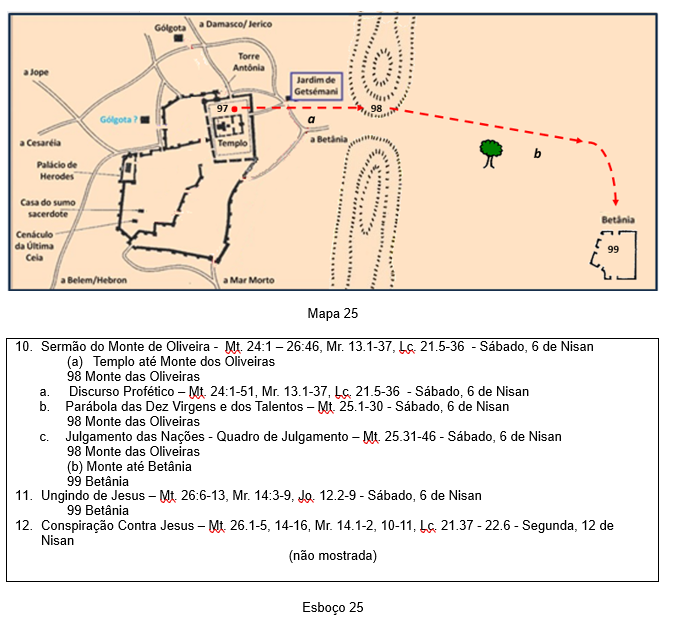 Gólgota
a Damasco/ Jerico
a Jope
Torre
Antônia
Jardim de
Getsêmani
97
98
a
Gólgota ?
Templo
a Betânia
b
a Cesaréia
Palácio de
Herodes
Casa do sumo
sacerdote
Cenáculo
da Última
Ceia
Betânia
99
a Belem/Hebron
a Mar Morto
Mapa 25
10. Sermão do Monte de Oliveira - Mt. 24:1 – 26:46, Mr. 13.1-37, Lc. 21.5-36 - Sábado, 6 de Nisan
(a) Templo até Monte dos Oliveiras
98 Monte das Oliveiras
a. Discurso Profético – Mt. 24:1-51, Mr. 13.1-37, Lc. 21.5-36 - Sábado, 6 de Nisan
b. Parábola das Dez Virgens e dos Talentos – Mt. 25.1-30 - Sábado, 6 de Nisan
98 Monte das Oliveiras
c. Julgamento das Nações - Quadro de Julgamento – Mt. 25.31-46 - Sábado, 6 de Nisan
98 Monte das Oliveiras
(b) Monte até Betânia
99 Betânia
11. Ungindo de Jesus – Mt. 26:6-13, Mr. 14:3-9, Jo. 12.2-9 - Sábado, 6 de Nisan
99 Betânia
12. Conspiração Contra Jesus – Mt. 26.1-5, 14-16, Mr. 14.1-2, 10-11, Lc. 21.37 - 22.6 - Segunda, 12 de
Nisan
(não mostrada)
Esboço 25